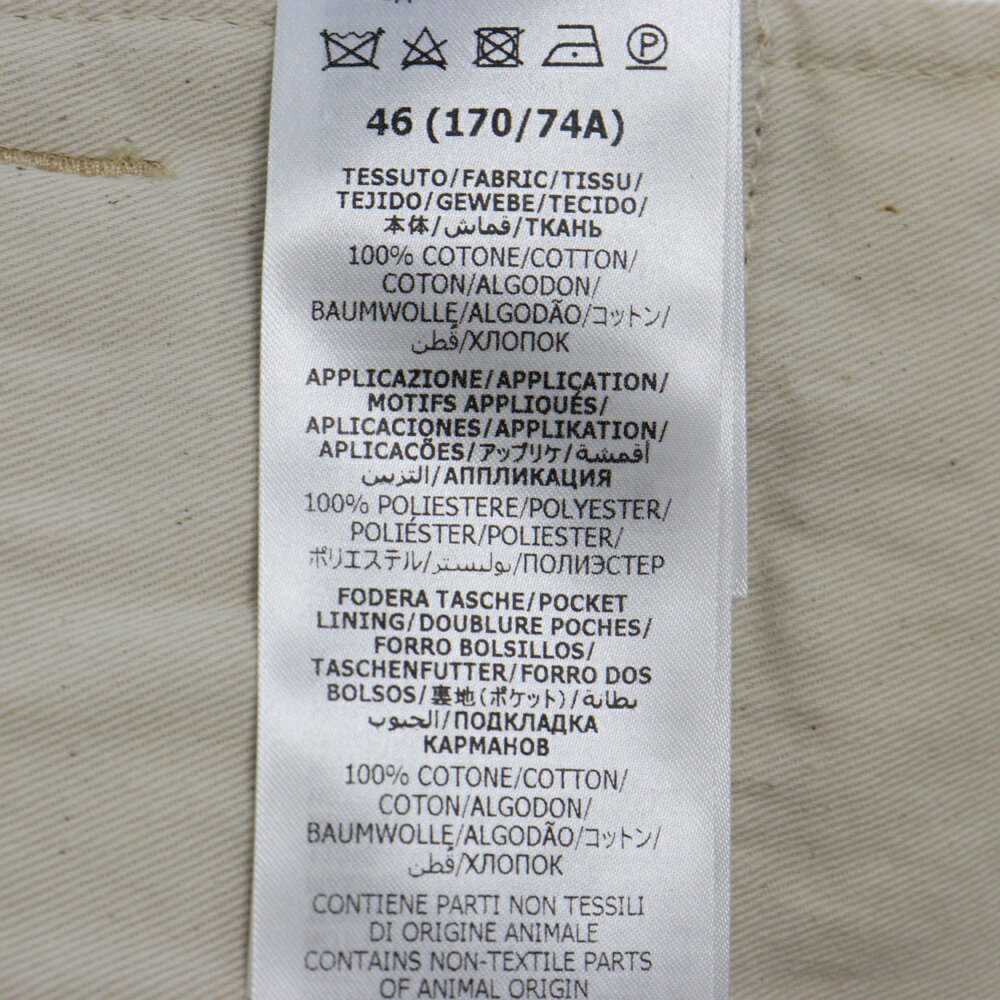 P
46 (170/74A)
TESSUTO/FABRIC/TISSU/
TEJIDO/GEWEBE/TECIDO/
本体/قماش/ТКАНЬ
100% COTONE/COTTON/
COTON/ALGODON/
BAUMWOLLE/ALGODÃO/コットン/
قطن/ХЛОПОК
APPLICAZIONE/APPLICATION/
MOTIFS APPLIQUÉS/
APLICACIONES/APPLIKATION/
APLICAÇÕES/アップリケ/أقمشة
التزيين/АППЛИКАЦИЯ
100% POLIESTERE/POLYESTER/
POLIÉSTER/POLIESTER/
ポリエステル/بوليستر/ПОЛИЭСТЕР
FODERA TASCHE/POCKET
LINING/DOUBLURE POCHES/
FORRO BOLSILLOS/
TASCHENFUTTER/FORRO DOS
BOLSOS/裏地(ポケット)/بطانة
الجيوب/ПОДКЛАДКА
КАРМАНОВ
100% COTONE/COTTON/
COTON/ALGODON/
BAUMWOLLE/ALGODÃO/コットン/
قطن/ХЛОПОК
CONTIENE PARTI NON TESSILI
DI ORIGINE ANIMALE
CONTAINS NON-TEXTILE PARTS
OF ANIMAL ORIGIN